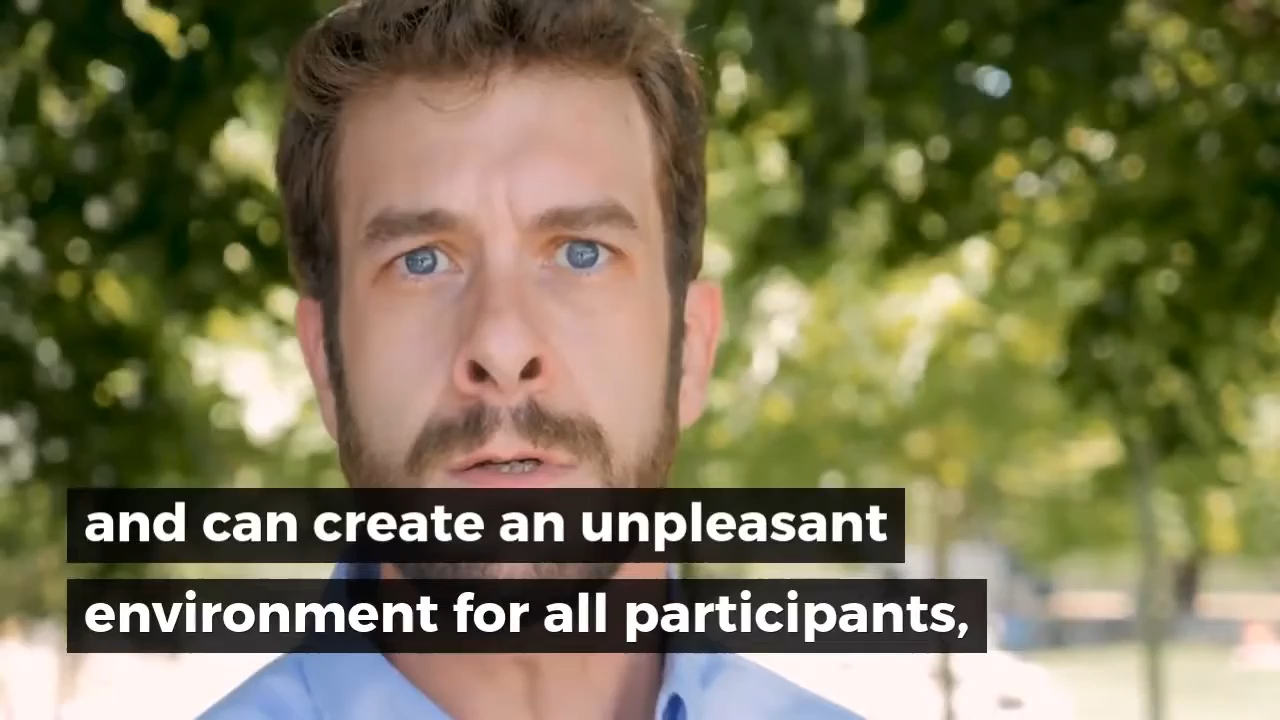 and can create an unpleasant
environment for all participants,